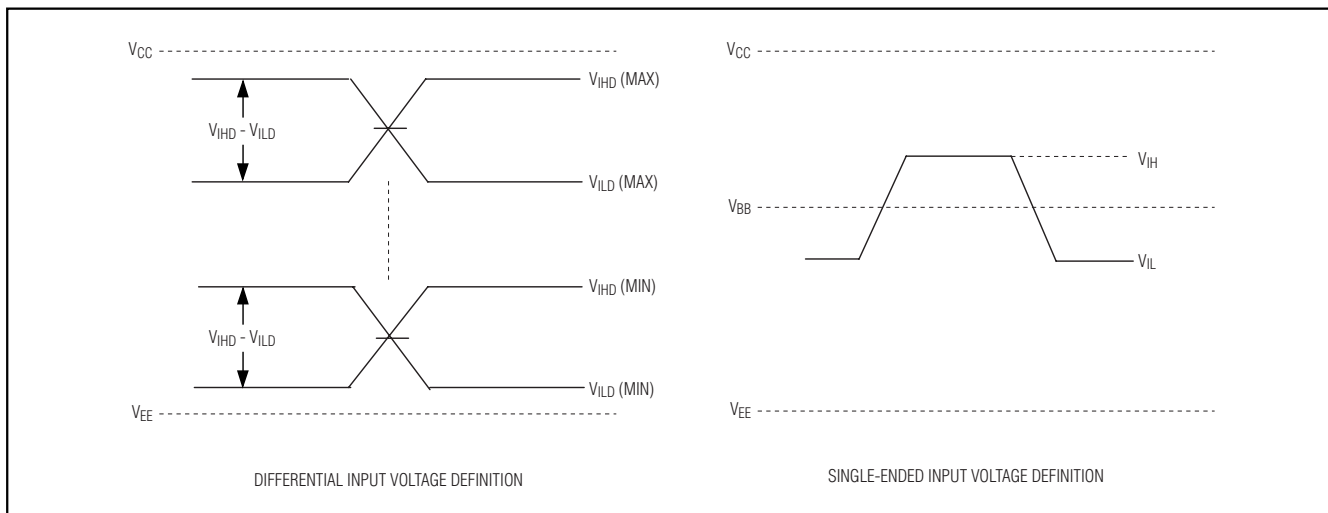 VCC
VIHD (MAX)
VIHD - VILD
VILD (MAX)
VIHD (MIN)
VIHD - VILD
VILD (MIN)
VEE
DIFFERENTIAL INPUT VOLTAGE DEFINITION
VCC
VIH
VBB
VIL
VEE
SINGLE-ENDED INPUT VOLTAGE DEFINITION